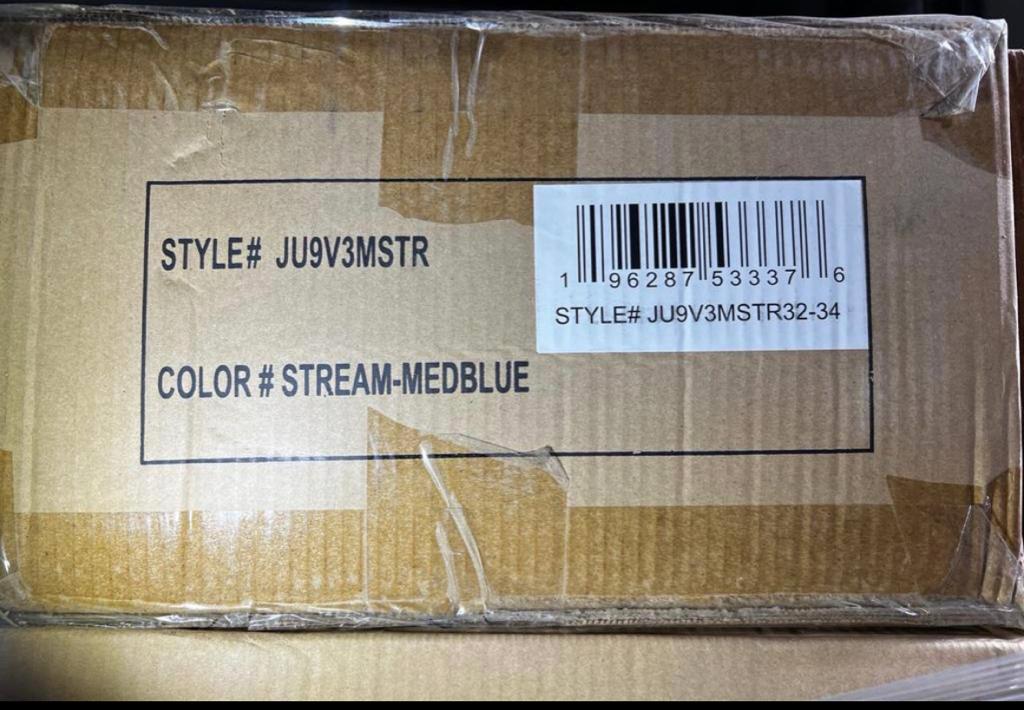 STYLE# JU9V3MSTR
COLOR # STREAM-MEDBLUE
1 96287 53337 6
STYLE# JU9V3MSTR32-34